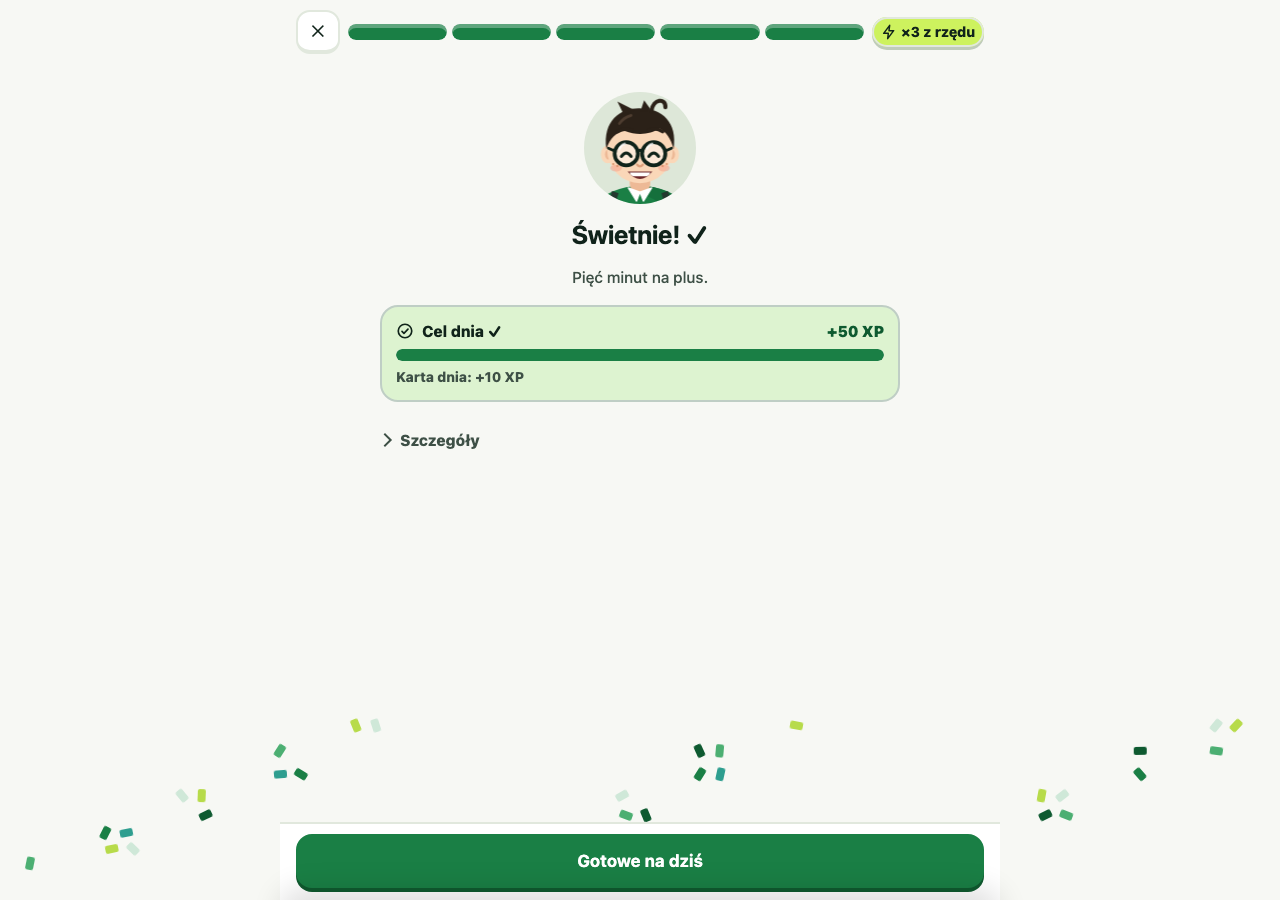 ×3 z rzędu
Świetnie! ✓
Pięć minut na plus.
Cel dnia ✓
+50 XP
Karta dnia: +10 XP
Szczegóły
Gotowe na dziś